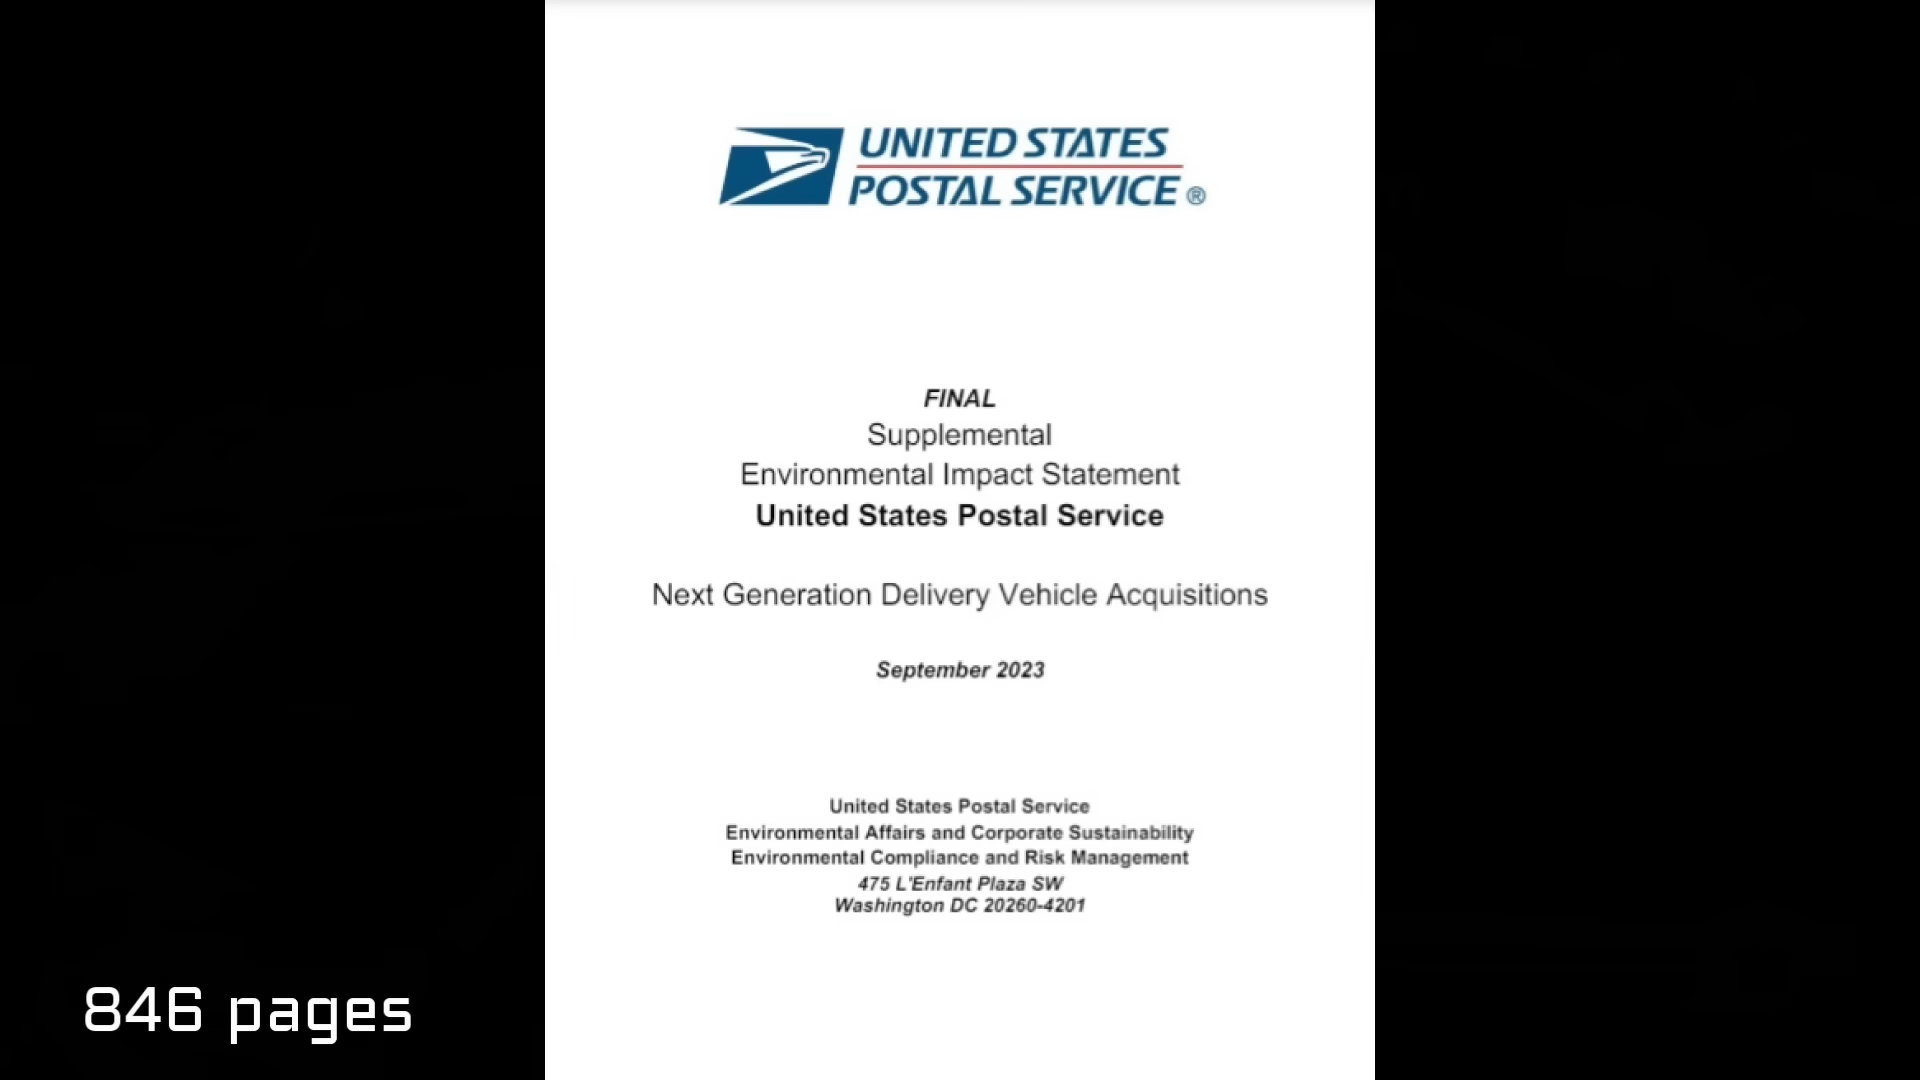 UNITED STATES
POSTAL SERVICE ®
FINAL
Supplemental
Environmental Impact Statement
United States Postal Service
Next Generation Delivery Vehicle Acquisitions
September 2023
United States Postal Service
Environmental Affairs and Corporate Sustainability
Environmental Compliance and Risk Management
475 L'Enfant Plaza SW
Washington DC 20260-4201
846 pages